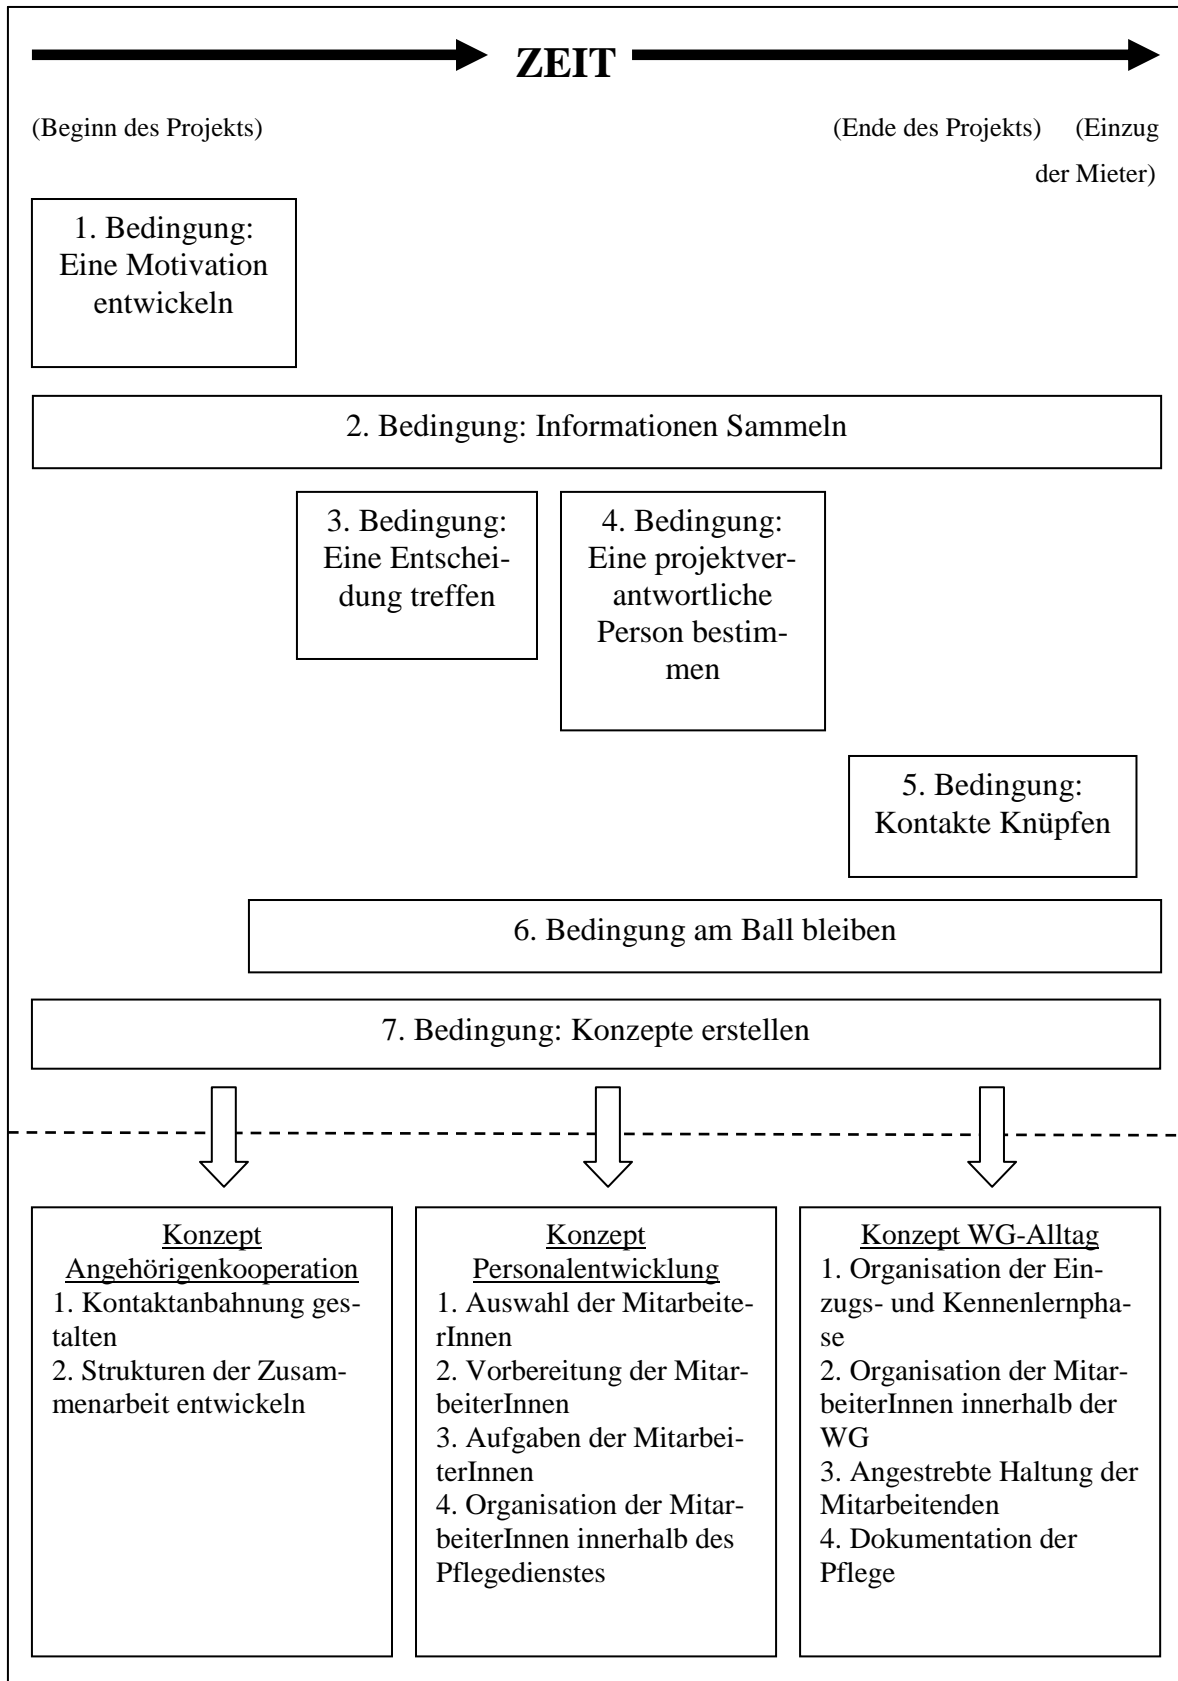 ZEIT
(Beginn des Projekts)
(Ende des Projekts) (Einzug
der Mieter)
1. Bedingung:
Eine Motivation
entwickeln
2. Bedingung: Informationen Sammeln
3. Bedingung:
Eine Entschei-
dung treffen
4. Bedingung:
Eine projektver-
antwortliche
Person bestim-
men
5. Bedingung:
Kontakte Knüpfen
6. Bedingung am Ball bleiben
7. Bedingung: Konzepte erstellen
Konzept
Angehörigenkooperation
1. Kontaktanbahnung ges-
talten
2. Strukturen der Zusam-
menarbeit entwickeln
Konzept
Personalentwicklung
1. Auswahl der Mitarbeite-
rInnen
2. Vorbereitung der Mitar-
beiterInnen
3. Aufgaben der Mitarbei-
terInnen
4. Organisation der Mitar-
beiterInnen innerhalb des
Pflegedienstes
Konzept WG-Alltag
1. Organisation der Ein-
zugs- und Kennenlernpha-
se
2. Organisation der Mitar-
beiterInnen innerhalb der
WG
3. Angestrebte Haltung der
Mitarbeitenden
4. Dokumentation der
Pflege